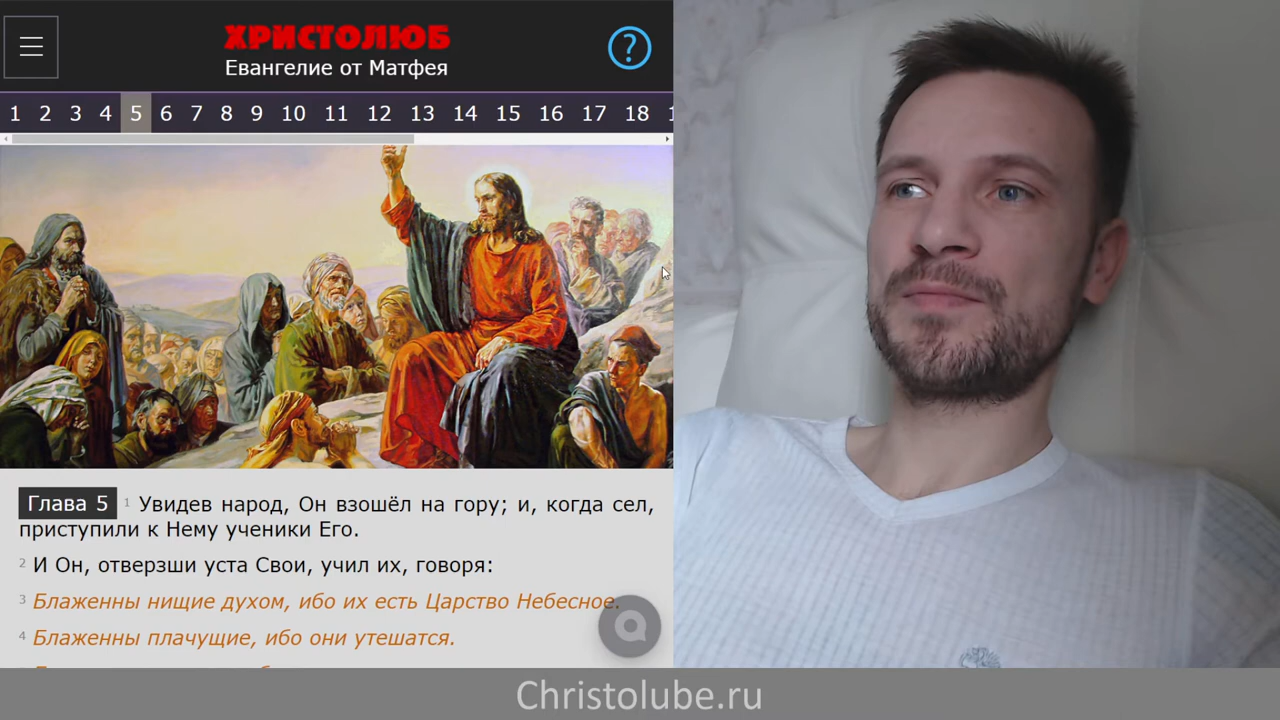 ХРИСТОЛЮБ
Евангелие от Матфея
?
1 2 3 4 5 6 7 8 9 10 11 12 13 14 15 16 17 18
Глава 5 1 Увидев народ, Он взошёл на гору; и, когда сел,
приступили к Нему ученики Его.
2 И Он, отверзши уста Свои, учил их, говоря:
3 Блаженны нищие духом, ибо их есть Царство Небесное.
4 Блаженны плачущие, ибо они утешатся.
Christolube.ru